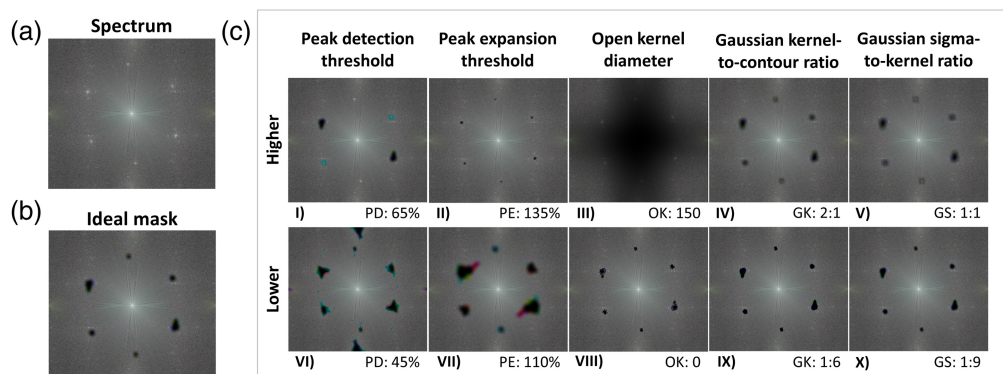 (a)
Spectrum
(b)
Ideal mask
(c)
Peak detection
threshold
Peak expansion
threshold
Open kernel
diameter
Gaussian kernel-
to-contour ratio
Gaussian sigma-
to-kernel ratio
Higher
I) PD: 65%
II) PE: 135%
III) OK: 150
IV) GK: 2:1
V) GS: 1:1
Lower
VI) PD: 45%
VII) PE: 110%
VIII) OK: 0
IX) GK: 1:6
X) GS: 1:9